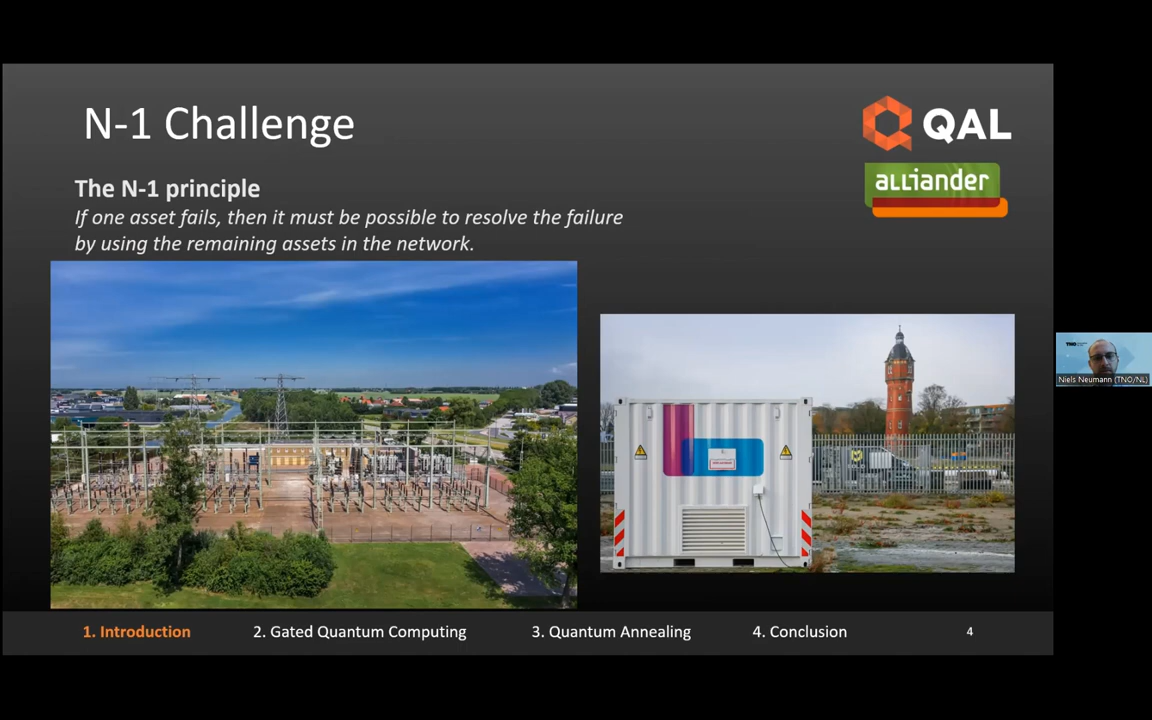 N-1 Challenge
QAL
alliander
The N-1 principle
If one asset fails, then it must be possible to resolve the failure
by using the remaining assets in the network.
TNO
Niels Neumann (TNO/NL)
1. Introduction
2. Gated Quantum Computing
3. Quantum Annealing
4. Conclusion
4